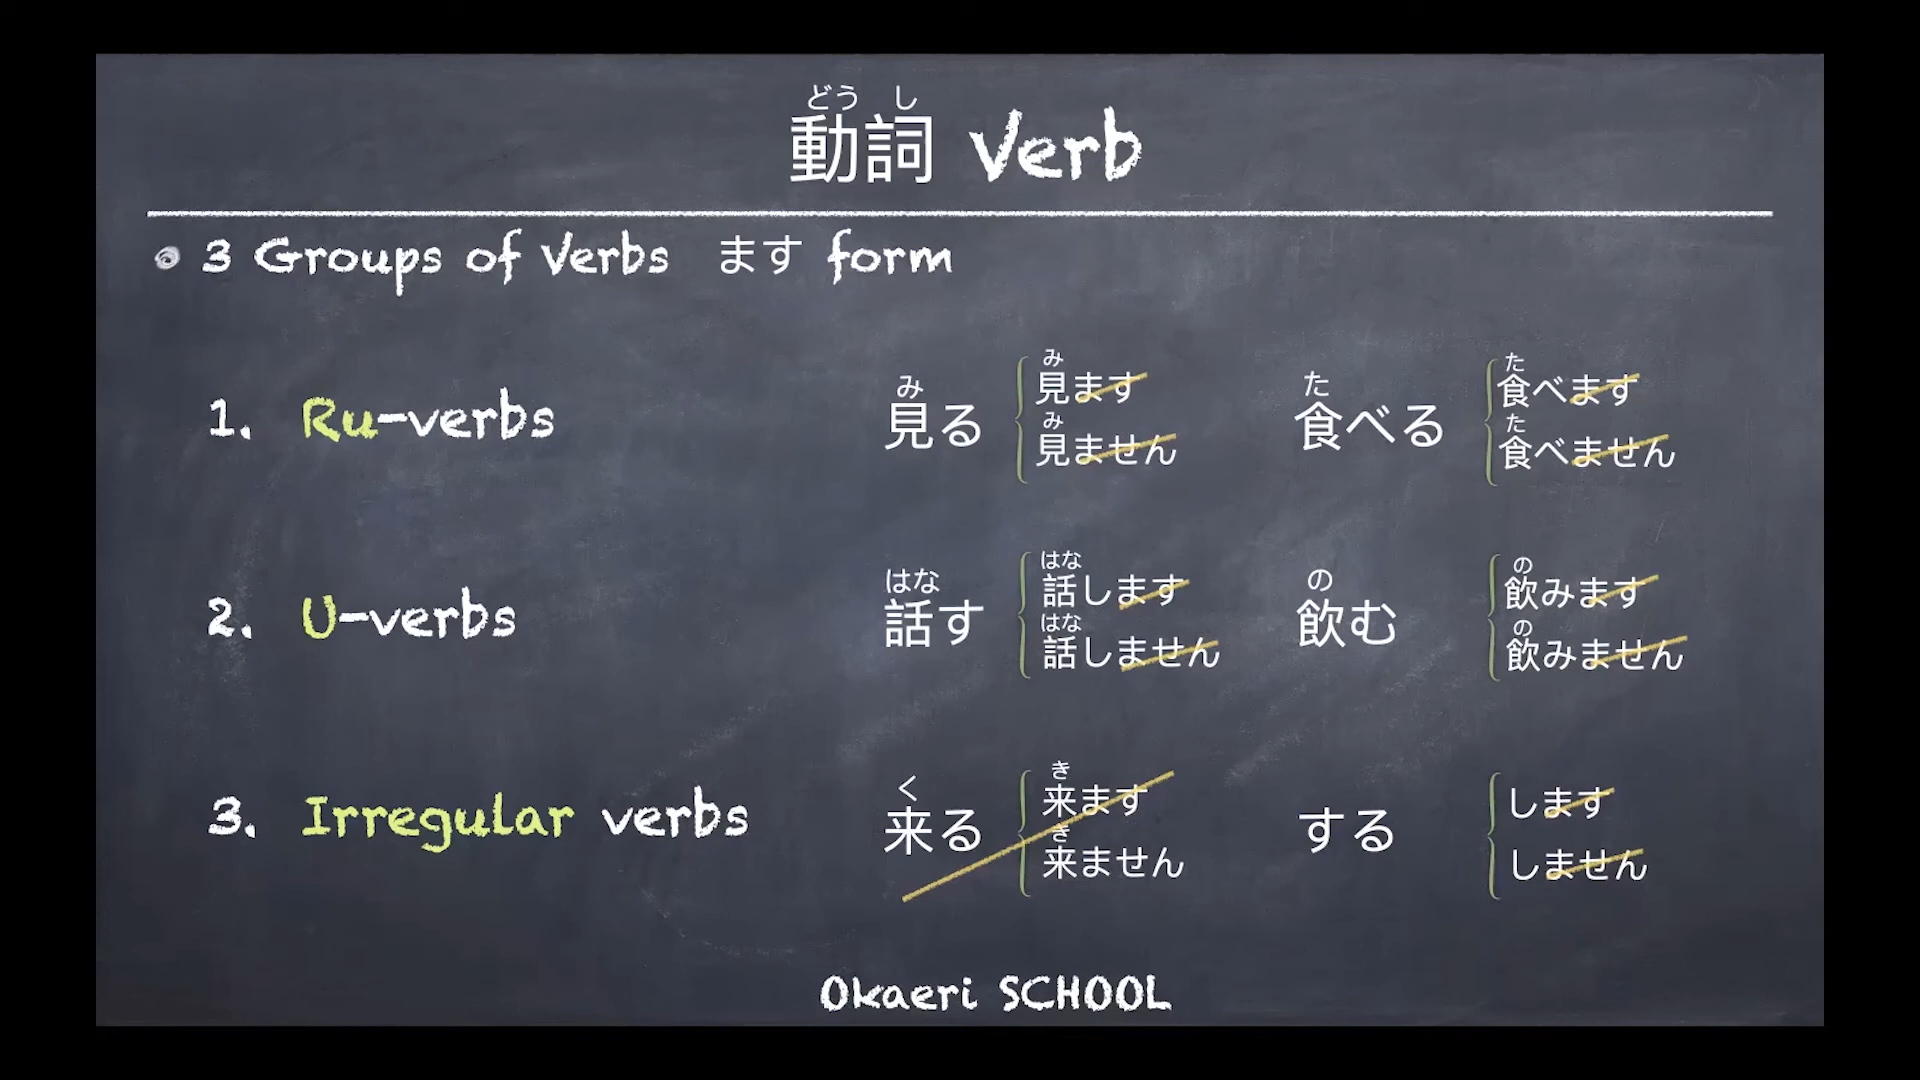 どう し
動詞 Verb
3 Groups of Verbs ます form
1. Ru-verbs
み
見る
み
見ます
み
見ません
た
食べる
た
食べます
た
食べません
2. U-verbs
はな
話す
はな
話します
はな
話しません
の
飲む
の
飲みます
の
飲みません
3. Irregular verbs
く
来る
き
来ます
き
来ません
する
します
しません
Okaeri SCHOOL